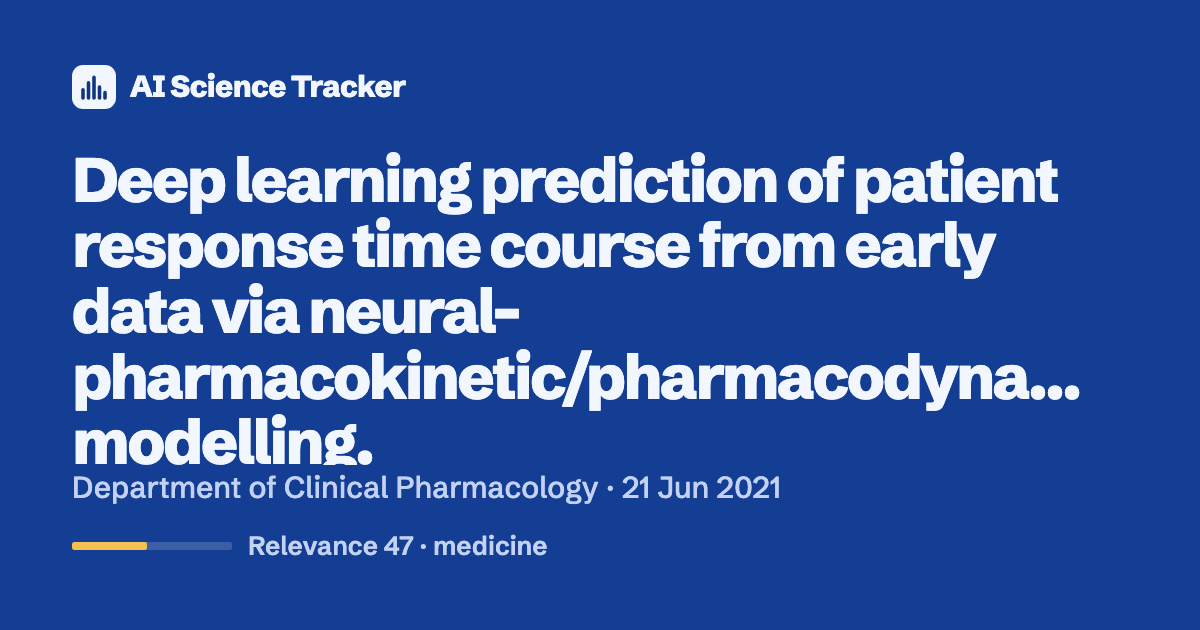 AI Science Tracker
Deep learning prediction of patient
response time course from early
data via neural-
pharmacokinetic/pharmacodyna...
modelling.
Department of Clinical Pharmacology · 21 Jun 2021
Relevance 47 · medicine